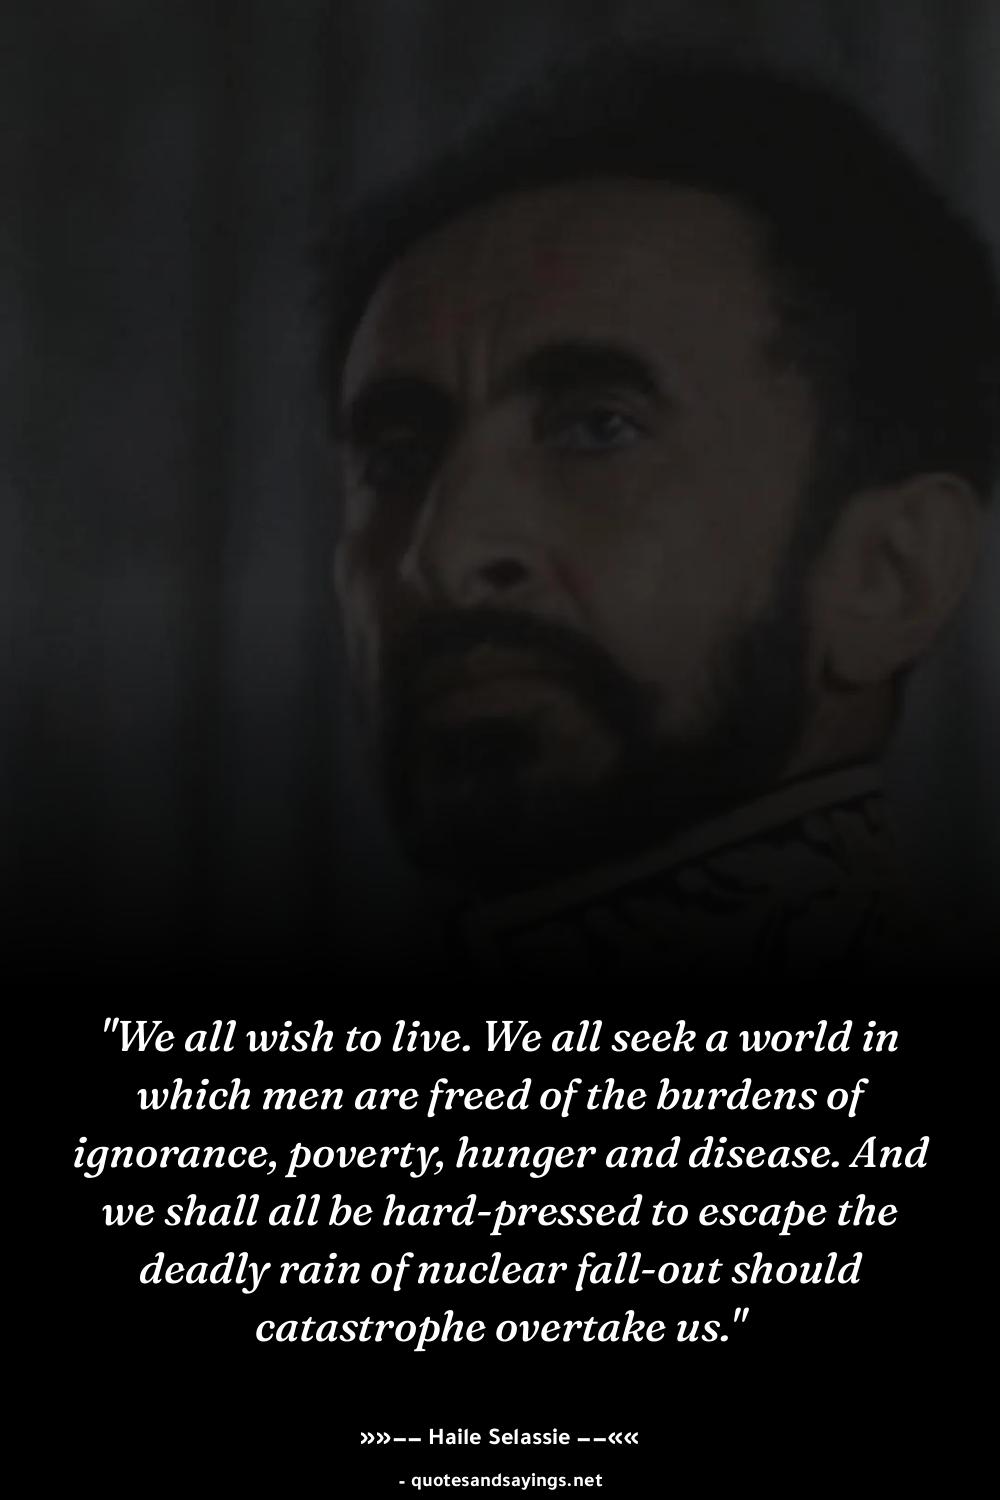 "We all wish to live. We all seek a world in
which men are freed of the burdens of
ignorance, poverty, hunger and disease. And
we shall all be hard-pressed to escape the
deadly rain of nuclear fall-out should
catastrophe overtake us."
»»−− Haile Selassie −−««
- quotesandsayings.net